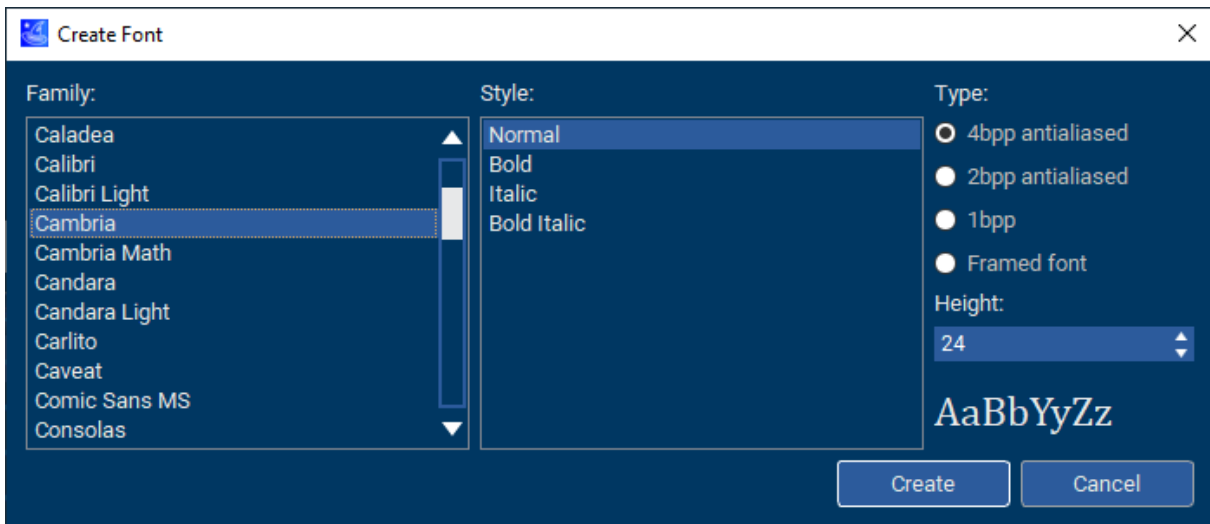 Create Font
Family:
Caladea
Calibri
Calibri Light
Cambria
Cambria Math
Candara
Candara Light
Carlito
Caveat
Comic Sans MS
Consolas
Style:
Normal
Bold
Italic
Bold Italic
Type:
4bpp antialiased
2bpp antialiased
1bpp
Framed font
Height:
24
AaBbYyZz
Create
Cancel